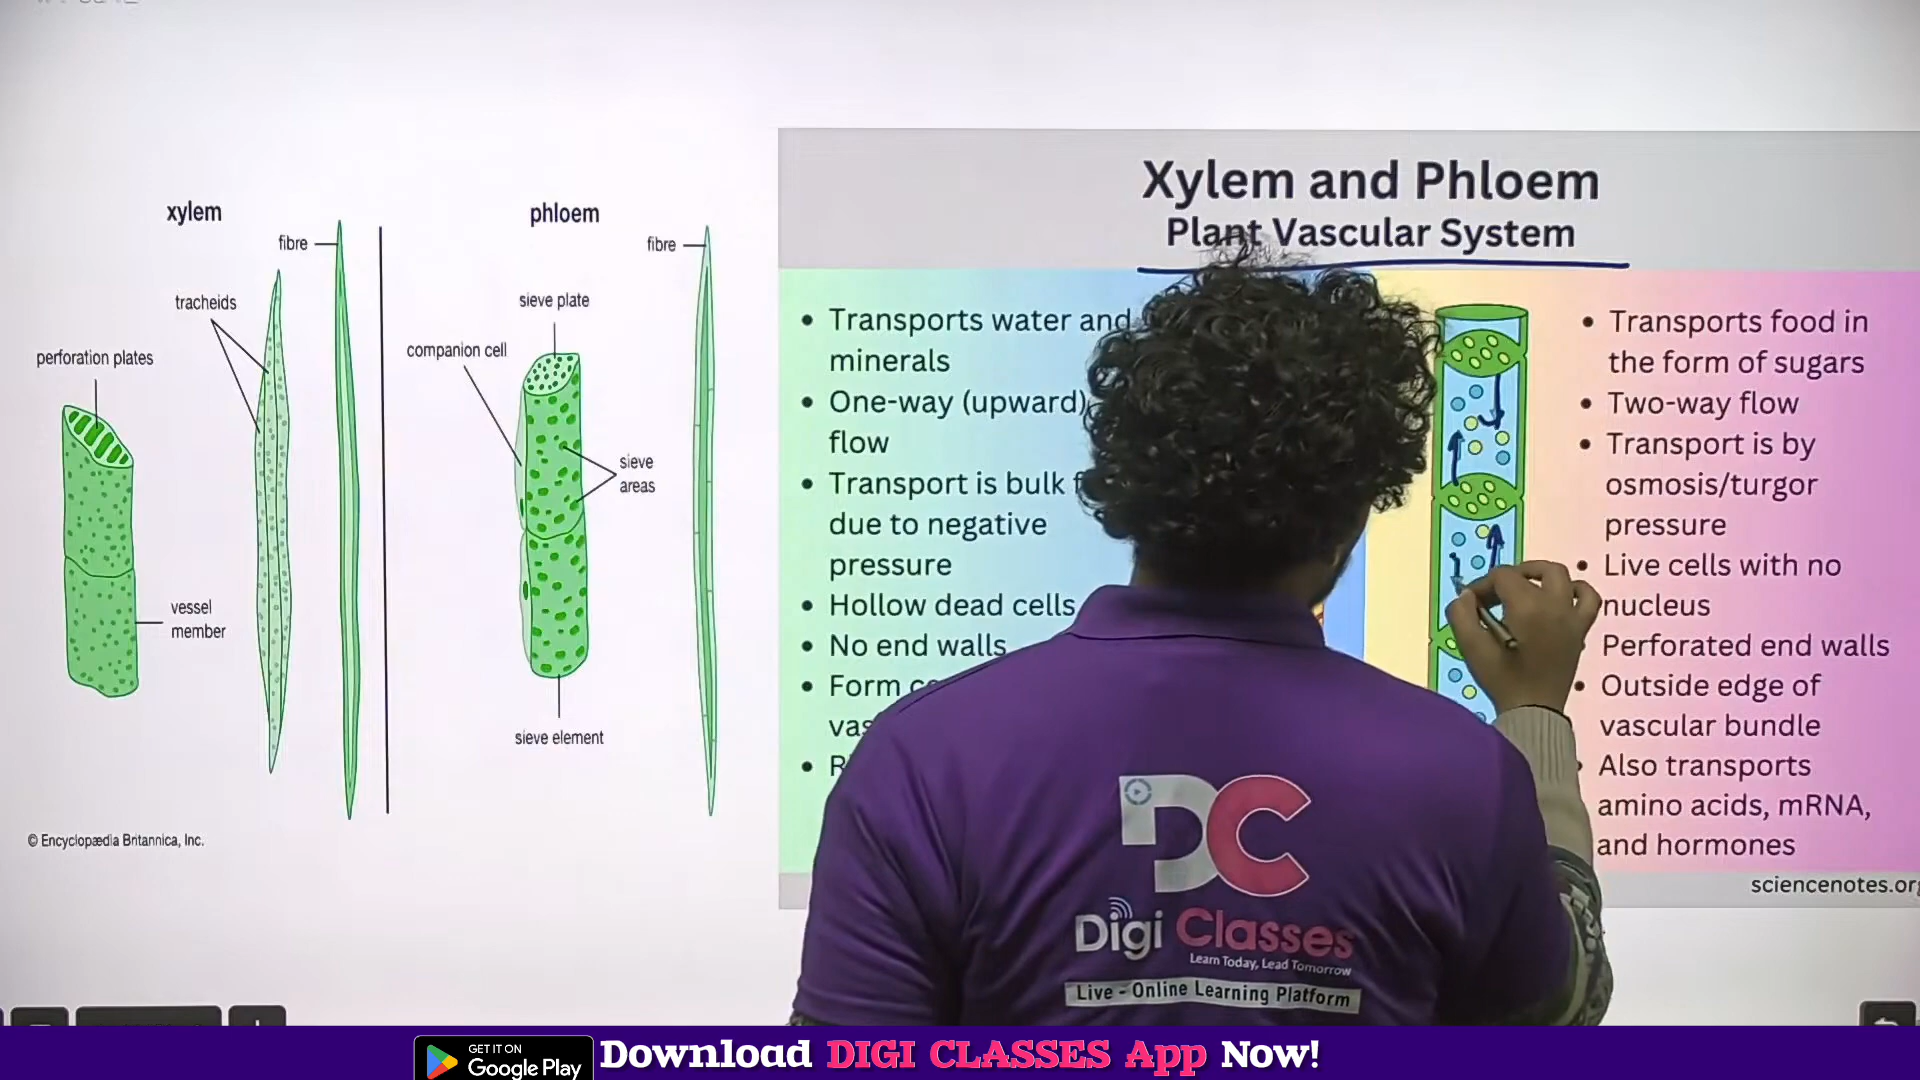 xylem
fibre
tracheids
perforation plates
vessel
member
phloem
fibre
sieve plate
companion cell
sieve
areas
sieve element
© Encyclopædia Britannica, Inc.
Xylem and Phloem
Plant Vascular System
• Transports water and
minerals
• One-way (upward)
flow
• Transport is bulk
due to negative
pressure
• Hollow dead cells
• No end walls
• Form
• Transports food in
the form of sugars
• Two-way flow
• Transport is by
osmosis/turgor
pressure
• Live cells with no
nucleus
• Perforated end walls
• Outside edge of
vascular bundle
• Also transports
amino acids, mRNA,
and hormones
DC
Digi Classes
Learn Today, Lead Tomorrow
Live - Online Learning Platform
GET IT ON
Google Play
Download DIGI CLASSES App Now!